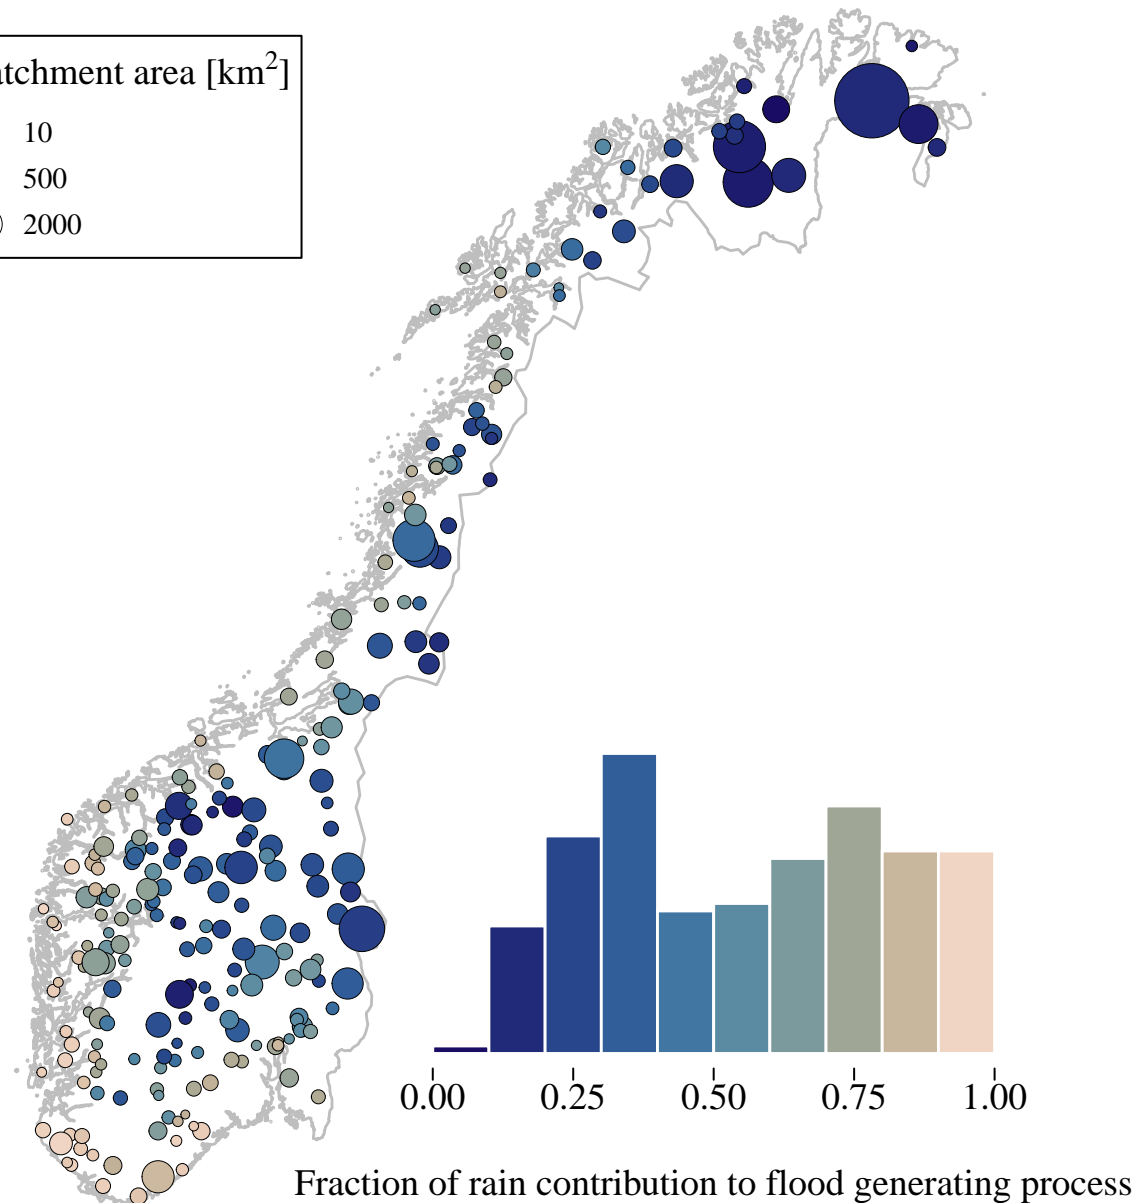 atchment area [km²]
10
500
2000
0.00 0.25 0.50 0.75 1.00
Fraction of rain contribution to flood generating process